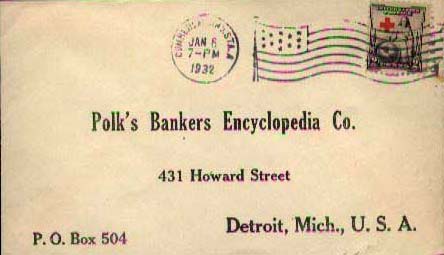 JAN 6
7-PM
1932
Polk's Bankers Encyclopedia Co.
431 Howard Street
Detroit, Mich., U. S. A.
P. O. Box 504